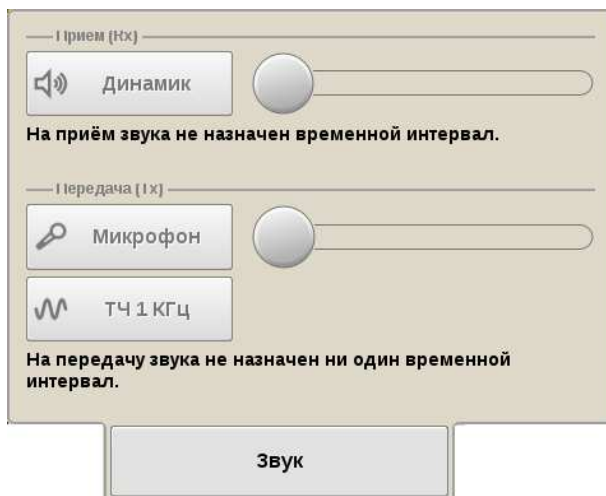 Прием (Rx)
Динамик
На приём звука не назначен временной интервал.
Передача (Tx)
Микрофон
ТЧ 1 КГц
На передачу звука не назначен ни один временной
интервал.
Звук